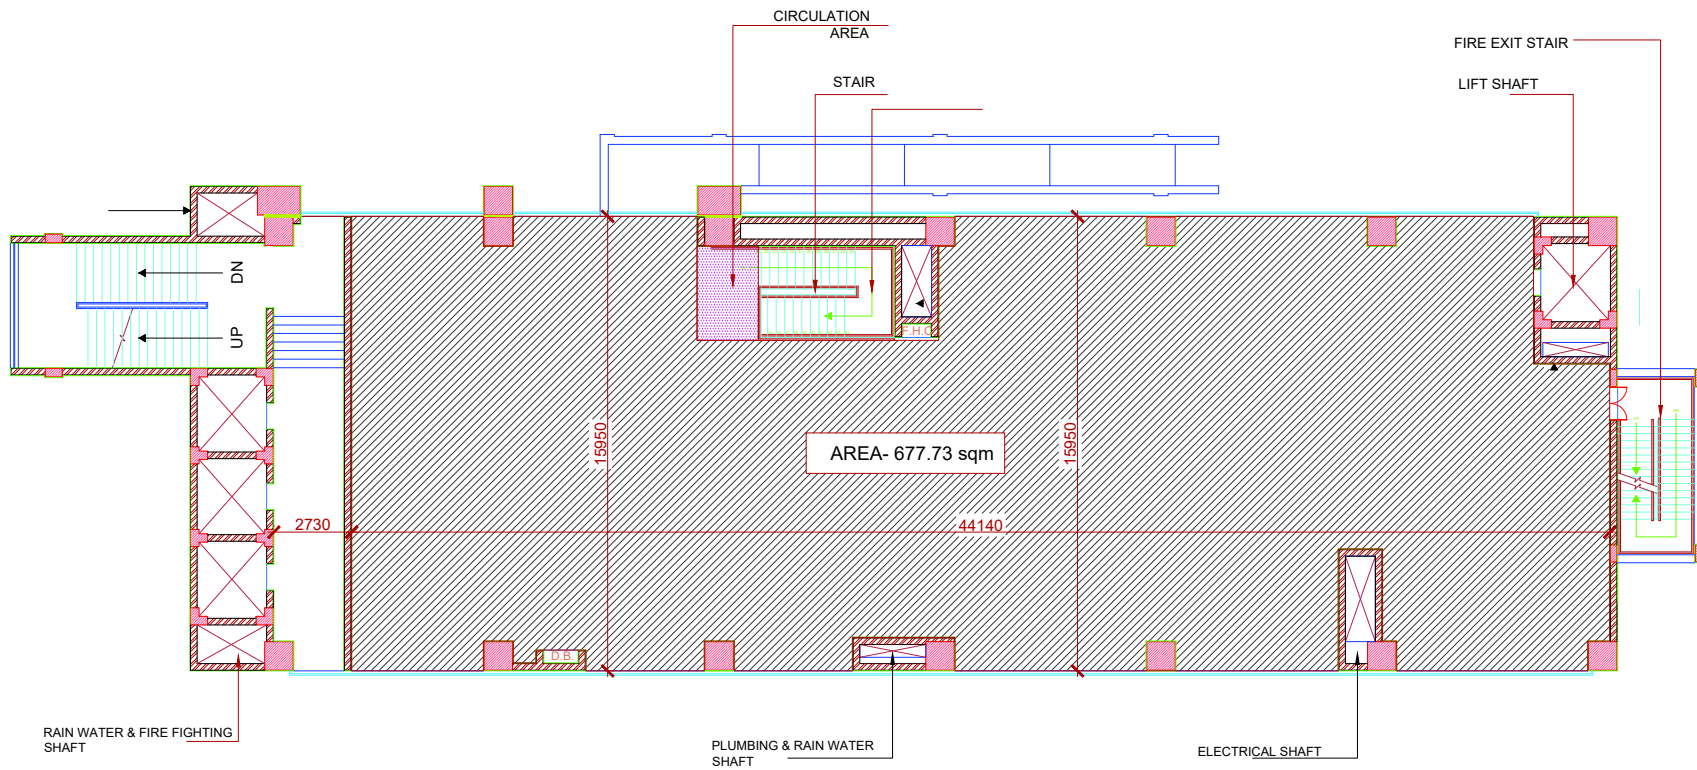 CIRCULATION
AREA
FIRE EXIT STAIR
STAIR
LIFT SHAFT
DN
UP
F.H.C
15950
15950
AREA- 677.73 sqm
2730
44140
D.B.
RAIN WATER & FIRE FIGHTING
SHAFT
PLUMBING & RAIN WATER
SHAFT
ELECTRICAL SHAFT